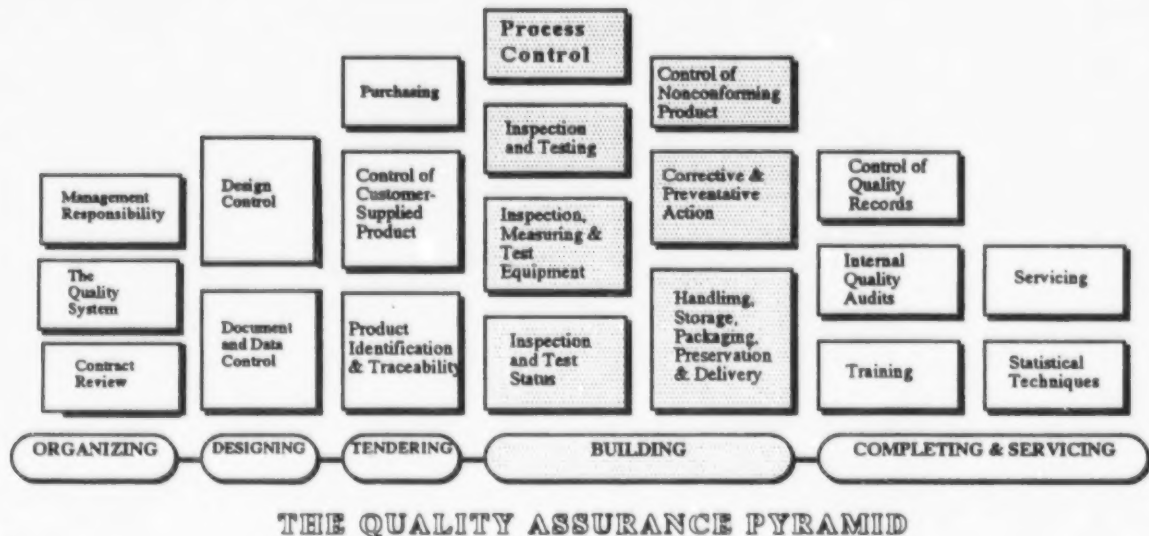 Management
Responsibility
The
Quality
System
Contract
Review
ORGANIZING
Design
Control
Document
and Data
Control
DESIGNING
Purchasing
Control of
Customer-
Supplied
Product
Product
Identification
& Traceability
TENDERING
Process
Control
Inspection
and Testing
Inspection,
Measuring &
Test
Equipment
Inspection
and Test
Status
Control of
Nonconforming
Product
Corrective &
Preventative
Action
Handlimg,
Storage,
Packaging,
Preservation
& Delivery
BUILDING
Control of
Quality
Records
Internal
Quality
Audits
Training
Servicing
Statistical
Techniques
COMPLETING & SERVICING
THE QUALITY ASSURANCE PYRAMID